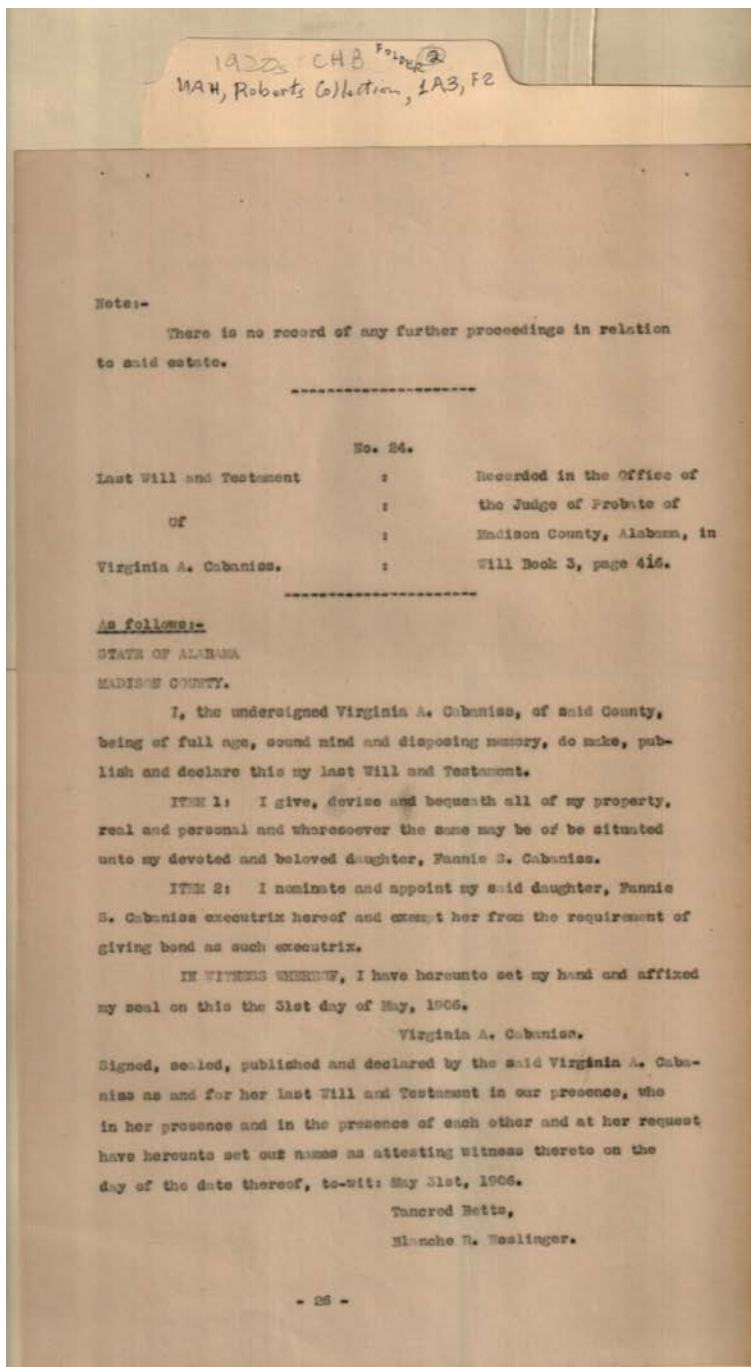 1920s CHB FOLDER 2
UAH, Roberts Collection, 1A3, F2
Note:-
There is no record of any further proceedings in relation
to said estate.
-----------------------
No. 24.
Last Will and Testament : Recorded in the Office of
: the Judge of Probate of
Of
: Madison County, Alabama, in
Virginia A. Cabaniss. : Will Book 3, page 416.
-----------------------
As follows:-
STATE OF ALABAMA
MADISON COUNTY.
I, the undersigned Virginia A. Cabaniss, of said County,
being of full age, sound mind and disposing memory, do make, pub-
lish and declare this my last Will and Testament.
ITEM 1: I give, devise and bequeath all of my property,
real and personal and wheresoever the same may be of be situated
unto my devoted and beloved daughter, Fannie S. Cabaniss.
ITEM 2: I nominate and appoint my said daughter, Fannie
S. Cabaniss executrix hereof and exempt her from the requirement of
giving bond as such executrix.
IN WITNESS WHEREOF, I have hereunto set my hand and affixed
my seal on this the 31st day of May, 1906.
Virginia A. Cabaniss.
Signed, sealed, published and declared by the said Virginia A. Caba-
niss as and for her last Will and Testament in our presence, who
in her presence and in the presence of each other and at her request
have hereunto set our names as attesting witness thereto on the
day of the date thereof, to-wit: May 31st, 1906.
Tancred Betts,
Blanche
- 26 -